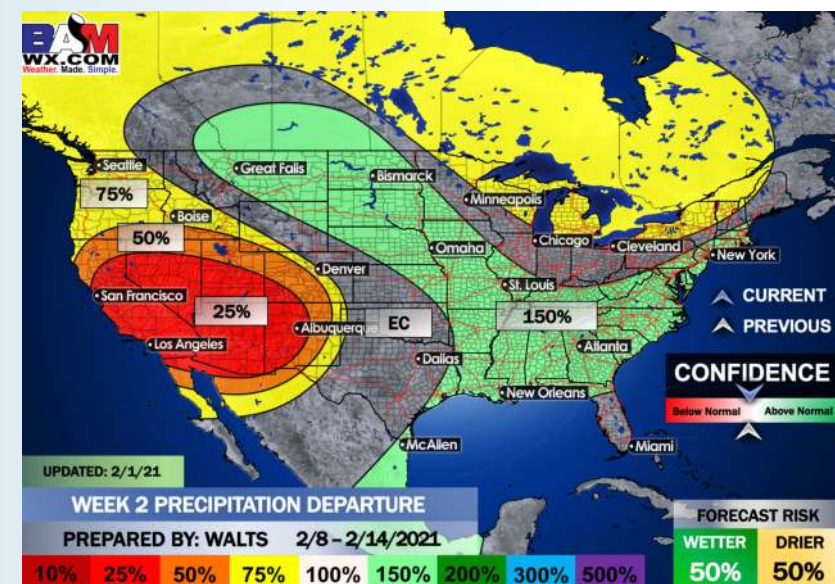 BAM
WX.COM
Weather. Made. Simple.
Seattle
Great Falls
Bismarck
75%
Minneapolis
Boise
50%
Chicago
Cleveland
New York
Omaha
Denver
St. Louis
San Francisco
25%
EC
150%
CURRENT
Albuquerque
PREVIOUS
Los Angeles
Atlanta
Dallas
CONFIDENCE
New Orleans
Below Normal Above Normal
McAllen
Miami
UPDATED: 2/1/21
WEEK 2 PRECIPITATION DEPARTURE
PREPARED BY: WALTS 2/8 – 2/14/2021
10% 25% 50% 75% 100% 150% 200% 300% 500%
FORECAST RISK
WETTER DRIER
50% 50%